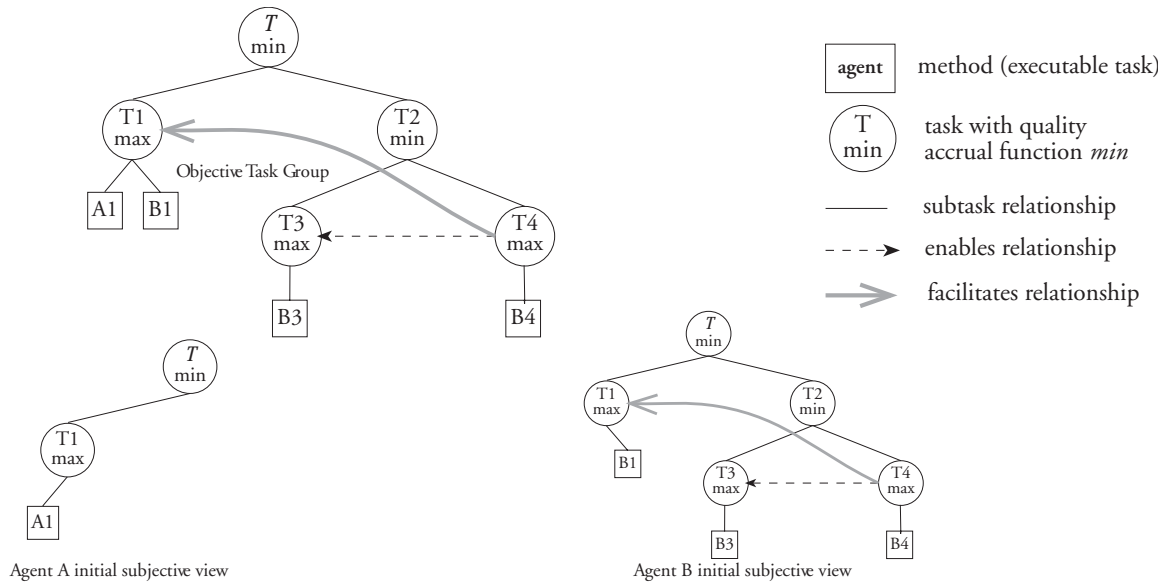 T
min
T1
max
T2
min
Objective Task Group
A1
B1
T3
max
T4
max
B3
B4
agent
method (executable task)
T
min
task with quality
accrual function min
subtask relationship
enables relationship
facilitates relationship
T
min
T1
max
A1
Agent A initial subjective view
T
min
T1
max
T2
min
B1
T3
max
T4
max
B3
B4
Agent B initial subjective view